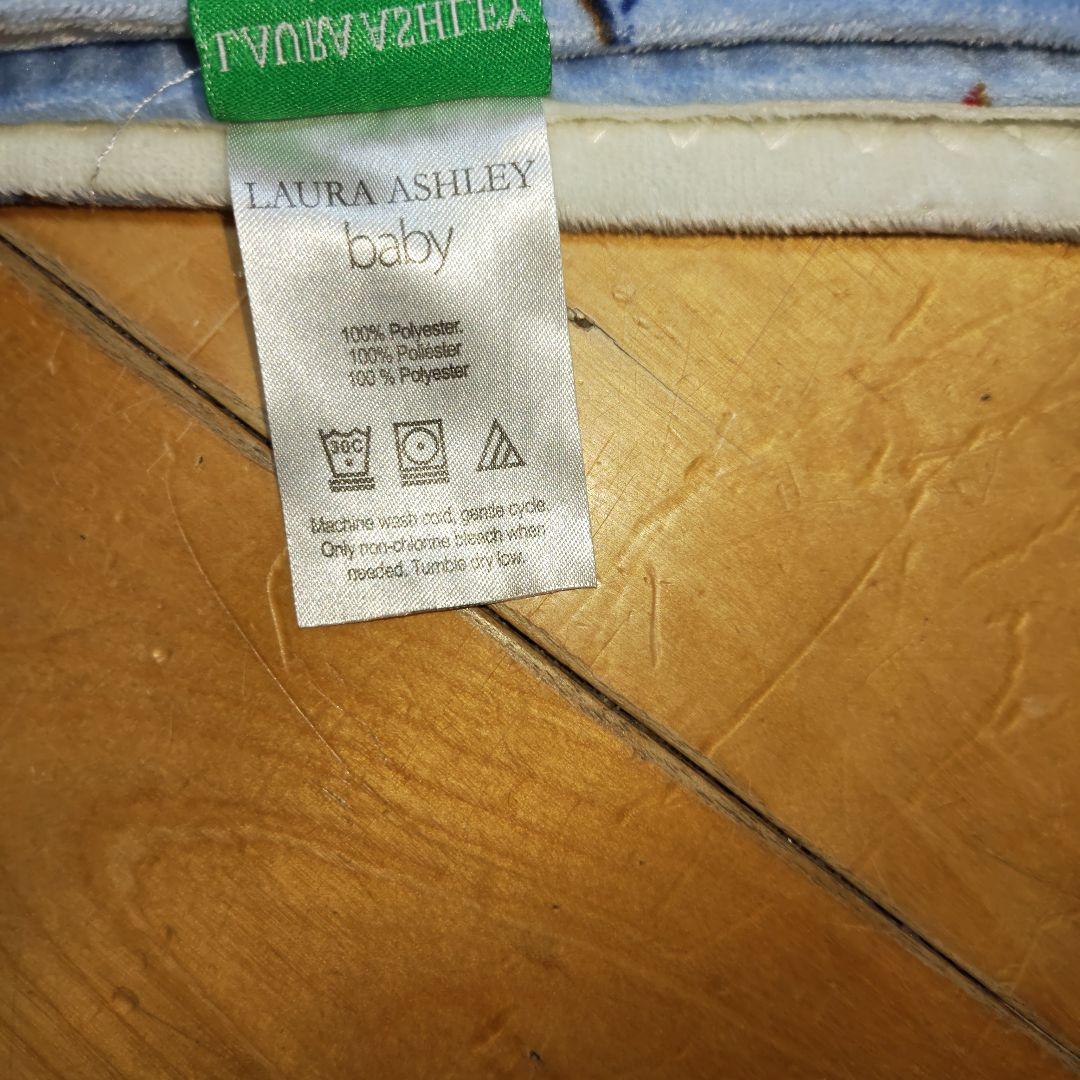 LAURA ASHLEY
LAURA ASHLEY
baby
100% Polyester.
100% Poliester
100 % Polyester
30C
Machine wash cold, gentle cycle.
Only non-chlorine bleach when
needed. Tumble dry low.